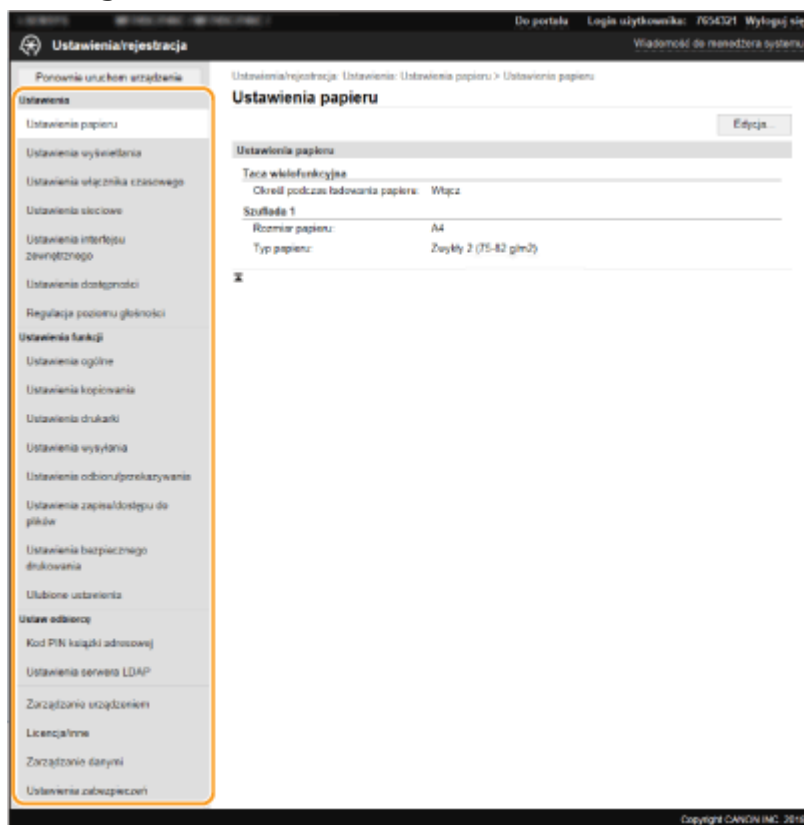 Do portalu Login użytkownika: 7654321 Wyloguj się
Ustawienia/rejestracja
Wiadomość do menedżera systemu
Ponownie uruchom urządzenie
Ustawienia
Ustawienia papieru
Ustawienia wyświetlania
Ustawienia włącznika czasowego
Ustawienia sieciowe
Ustawienia interfejsu
zewnętrznego
Ustawienia dostępności
Regulacja poziomu głośności
Ustawienia funkcji
Ustawienia ogólne
Ustawienia kopiowania
Ustawienia drukarki
Ustawienia wysyłania
Ustawienia odbioru/przekazywania
Ustawienia zapisu/dostępu do
plików
Ustawienia bezpiecznego
drukowania
Ulubione ustawienia
Ustaw odbiorcę
Kod PIN książki adresowej
Ustawienia serwera LDAP
Zarządzanie urządzeniem
Licencja/Inne
Zarządzanie danymi
Ustawienia zabezpieczeń
Ustawienia/rejestracja: Ustawienia: Ustawienia papieru > Ustawienia papieru
Ustawienia papieru
Edycja...
Ustawienia papieru
Taca wielofunkcyjna
Określ podczas ładowania papieru: Włącz
Szuflada 1
Rozmiar papieru: A4
Typ papieru: Zwykły 2 (75-82 g/m2)
Copyright CANON INC. 2018